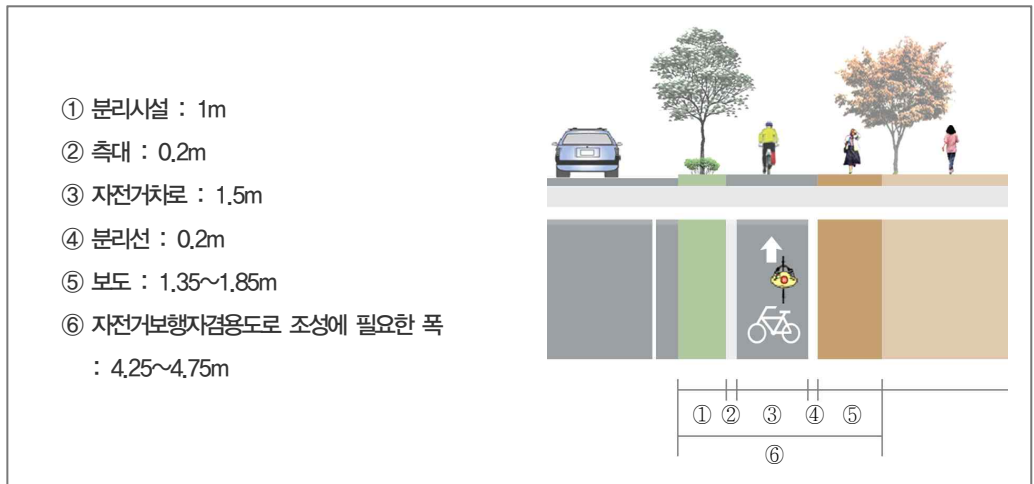 ① 분리시설 : 1m
② 측대 : 0.2m
③ 자전거차로 : 1.5m
④ 분리선 : 0.2m
⑤ 보도 : 1.35~1.85m
⑥ 자전거보행자겸용도로 조성에 필요한 폭
: 4.25~4.75m
① ② ③ ④ ⑤
⑥